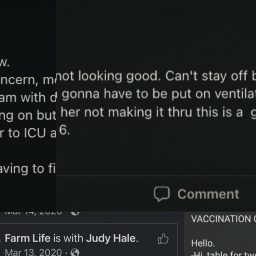 w.
ncern, m
am with d
ng on but
r to ICU a
aving to fi
not looking good. Can't stay off b
gonna have to be put on ventila
her not making it thru this is a g
6.
Comment
Mar 14, 2020
Farm Life is with Judy Hale.
Mar 13, 2020 ·
VACCINATION
Hello.
-Hi, table for tw